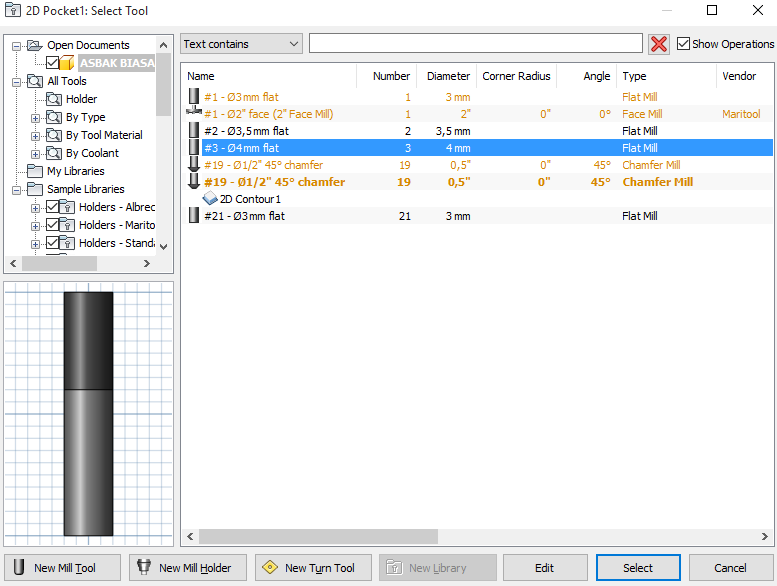 2D Pocket1: Select Tool
Open Documents
ASBAK BIASA
All Tools
Holder
By Type
By Tool Material
By Coolant
My Libraries
Sample Libraries
Holders - Albrec
Holders - Marito
Holders - Standa
Text contains
Show Operations
Name Number Diameter Corner Radius Angle Type Vendor
#1 - Ø3mm flat 1 3 mm Flat Mill
#1 - Ø2" face (2" Face Mill) 1 2" 0" 0° Face Mill Maritool
#2 - Ø3,5mm flat 2 3,5 mm Flat Mill
#3 - Ø4mm flat 3 4 mm Flat Mill
#19 - Ø1/2" 45° chamfer 19 0,5" 0" 45° Chamfer Mill
#19 - Ø1/2" 45° chamfer 19 0,5" 0" 45° Chamfer Mill
2D Contour1
#21 - Ø3mm flat 21 3 mm Flat Mill
New Mill Tool
New Mill Holder
New Turn Tool
New Library
Edit
Select
Cancel